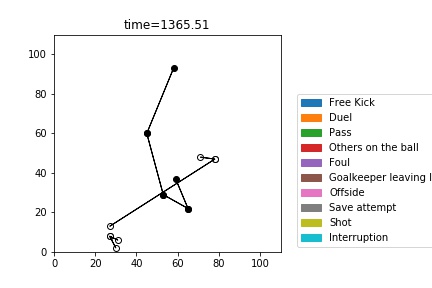 time=1365.51
100
80
60
40
20
0
0 20 40 60 80 100
Free Kick
Duel
Pass
Others on the ball
Foul
Goalkeeper leaving l
Offside
Save attempt
Shot
Interruption